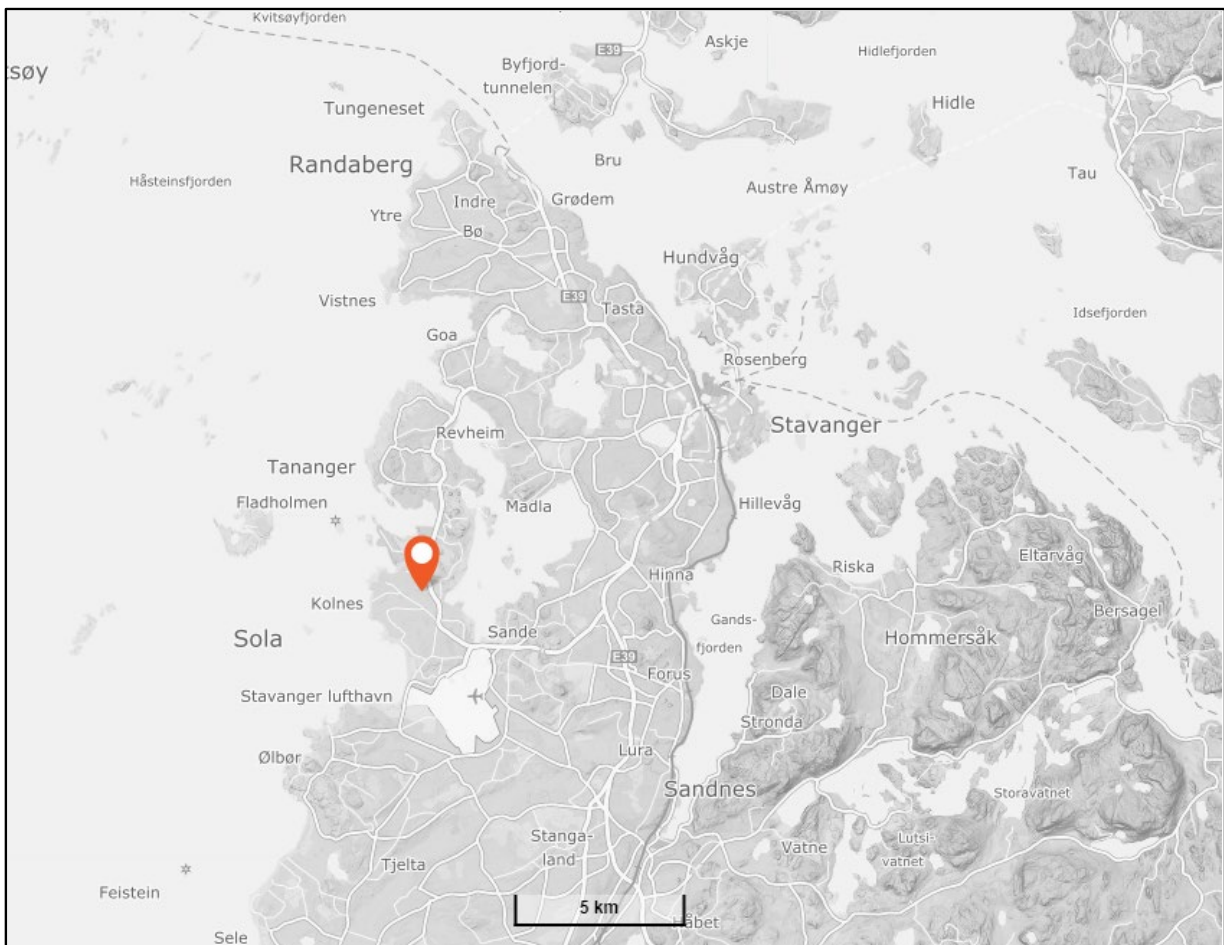 Kvitsøyfjorden
Askje
E39
Hidlefjorden
tsøy
Byfjord-
tunnelen
Tungeneset
Hidle
Randaberg
Bru
Tau
Håsteinsfjorden
Austre Åmøy
Indre
Grødem
Ytre
Bø
Hundvåg
Vistnes
E39
Tasta
Idsefjorden
Goa
Rosenberg
Stavanger
Revheim
Tananger
Fladholmen
Madla
Hillevåg
Eltarvåg
Riska
Hinna
Kolnes
Bersagel
Gands-
fjorden
Sande
Sola
Hommersåk
E39
Forus
Stavanger lufthavn
Dale
Stronda
Lura
Ølbør
Sandnes
Storavatnet
Stanga-
land
Vatne
Lutsi-
vatnet
Tjelta
Feistein
5 km
Håbet
Sele